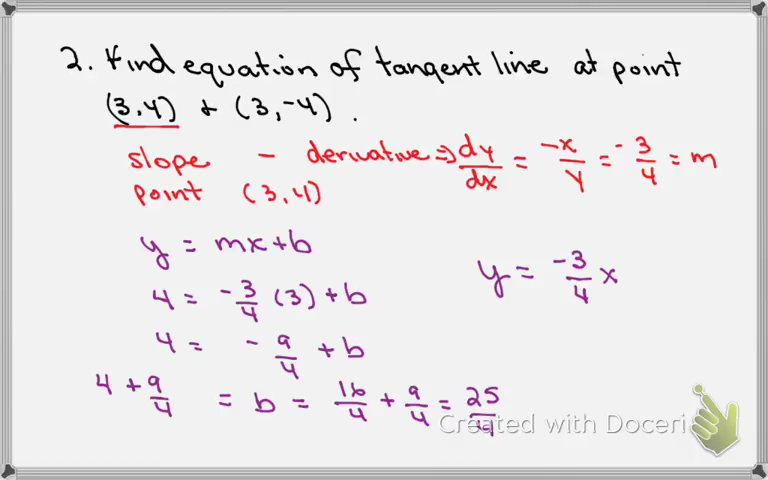 2. Find equation of tangent line at point
(3,4) + (3,-4).
slope - derivative => dy/dx = -x/y = -3/4 = m
point (3,4)
y = mx+b
4 = -3/4 (3) + b
4 = -9/4 + b
4 + 9/4 = b = 16/4 + 9/4 = 25/4
y = -3/4 x
Created with Doceri